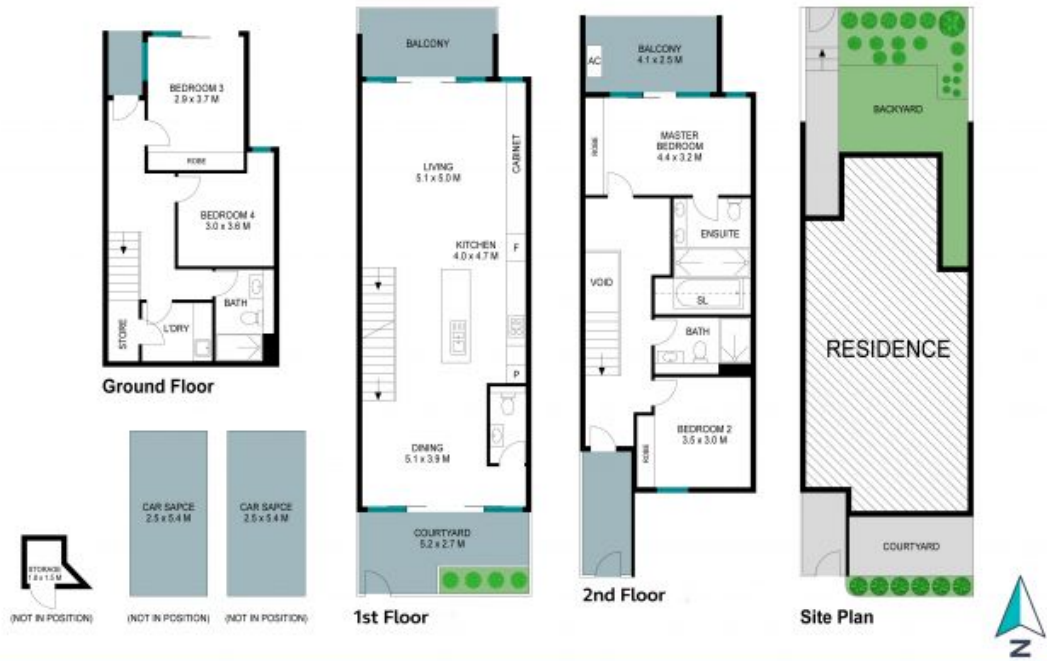 BEDROOM 3
2.9 x 3.7 M
ROBE
BEDROOM 4
3.0 x 3.6 M
BATH
L'DRY
STORE
Ground Floor
CAR SAPCE
2.5 x 5.4 M
(NOT IN POSITION)
CAR SAPCE
2.5 x 5.4 M
(NOT IN POSITION)
STORAGE
1.8 x 1.5 M
(NOT IN POSITION)
BALCONY
LIVING
5.1 x 5.0 M
CABINET
KITCHEN
4.0 x 4.7 M
F
P
DINING
5.1 x 3.9 M
COURTYARD
5.2 x 2.7 M
1st Floor
BALCONY
4.1 x 2.5 M
AC
MASTER
BEDROOM
4.4 x 3.2 M
ROBE
ENSUITE
VOID
SL
BATH
BEDROOM 2
3.5 x 3.0 M
ROBE
2nd Floor
BACKYARD
RESIDENCE
COURTYARD
Site Plan
N